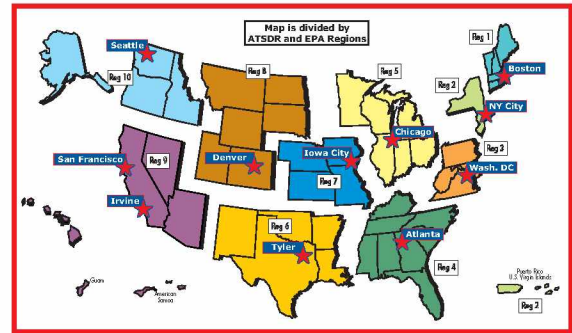 Map is divided by
ATSDR and EPA Regions
Seattle
Reg 10
Reg 8
Reg 5
Reg 1
Boston
Reg 2
NY City
Chicago
Reg 3
Wash. DC
San Francisco
Reg 9
Denver
Iowa City
Reg 7
Irvine
Reg 6
Tyler
Atlanta
Reg 4
Guam
American
Samoa
Puerto Rico
U.S. Virgin Islands
Reg 2